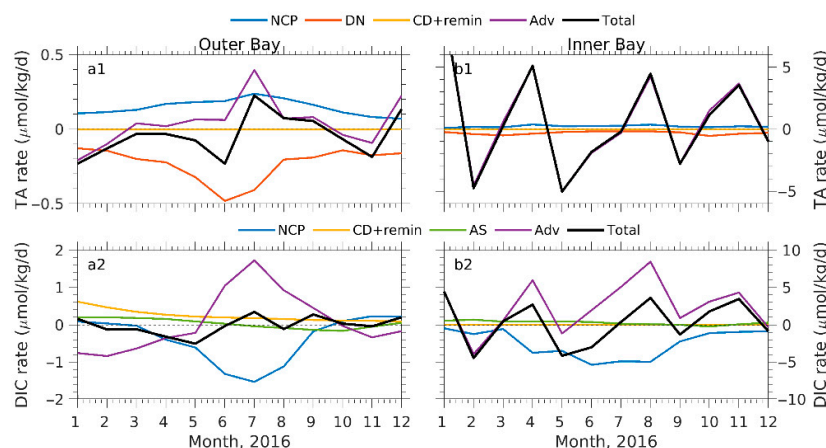 NCP DN CD+remin Adv Total
Outer Bay Inner Bay
a1 b1
0.5
0
−0.5
5
0
−5
TA rate (μmol/kg/d)
TA rate (μmol/kg/d)
NCP CD+remin AS Adv Total
a2 b2
2
1
0
−1
−2
10
5
0
−5
−10
DIC rate (μmol/kg/d)
DIC rate (μmol/kg/d)
1 2 3 4 5 6 7 8 9 10 11 12
1 2 3 4 5 6 7 8 9 10 11 12
Month, 2016 Month, 2016